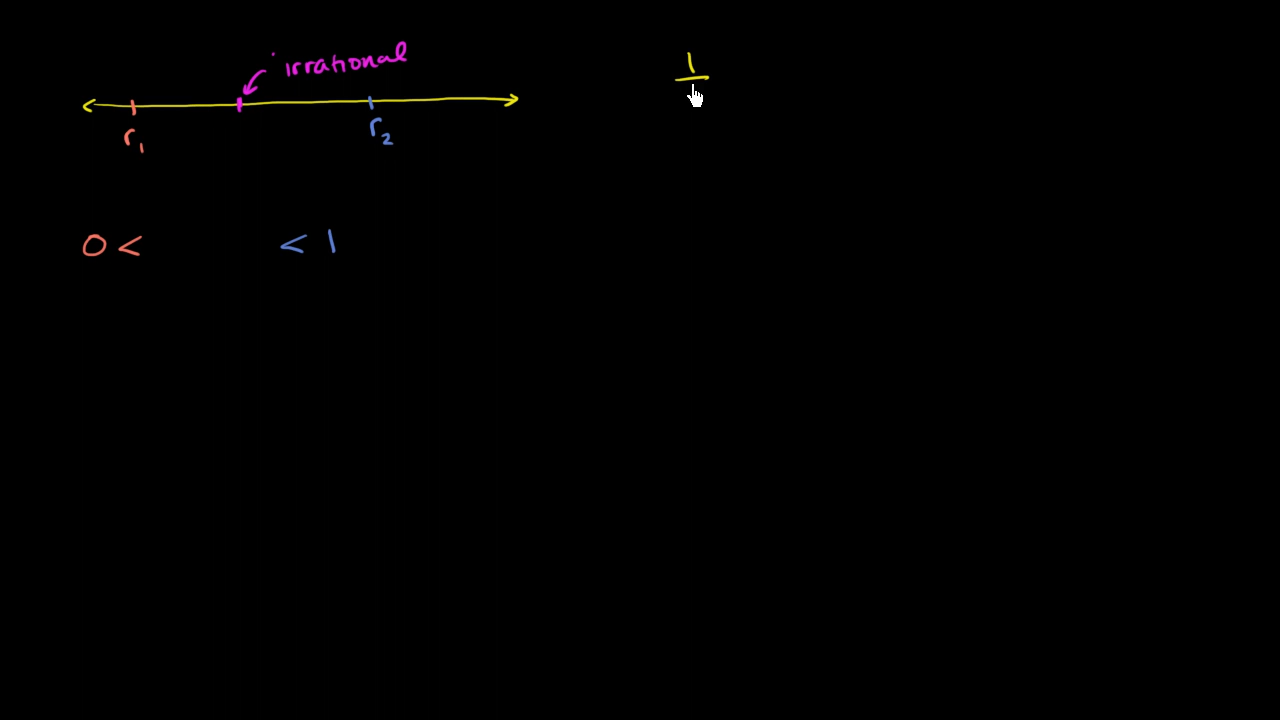 irrational
r₁ r₂
0 < < 1
1